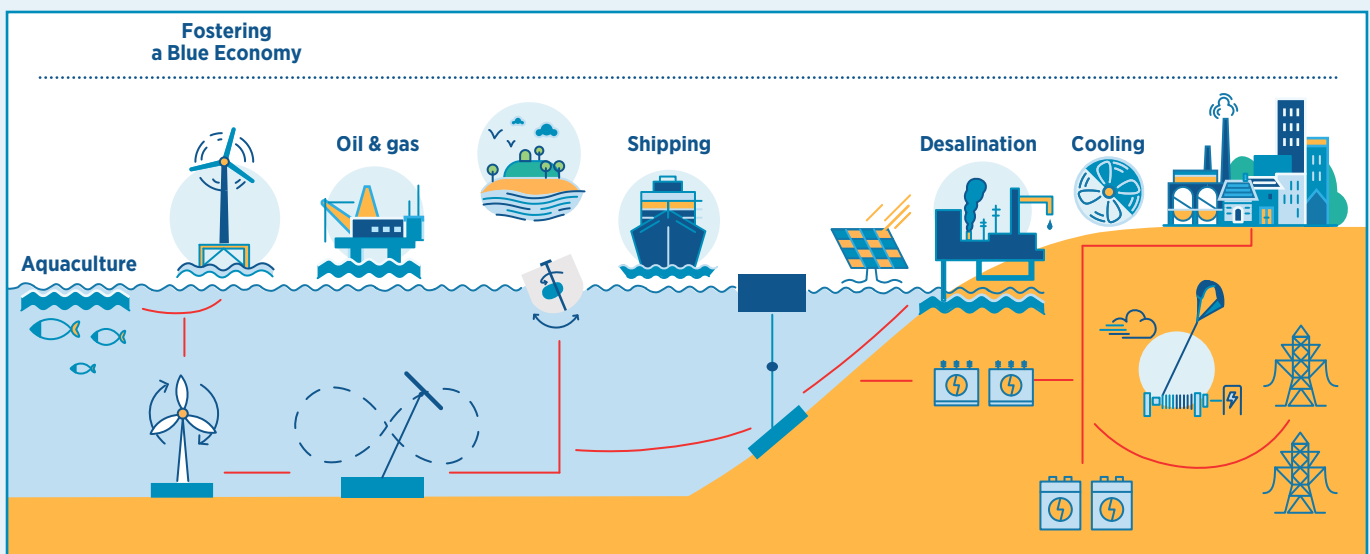 Fostering
a Blue Economy
Oil & gas
Shipping
Desalination
Cooling
Aquaculture